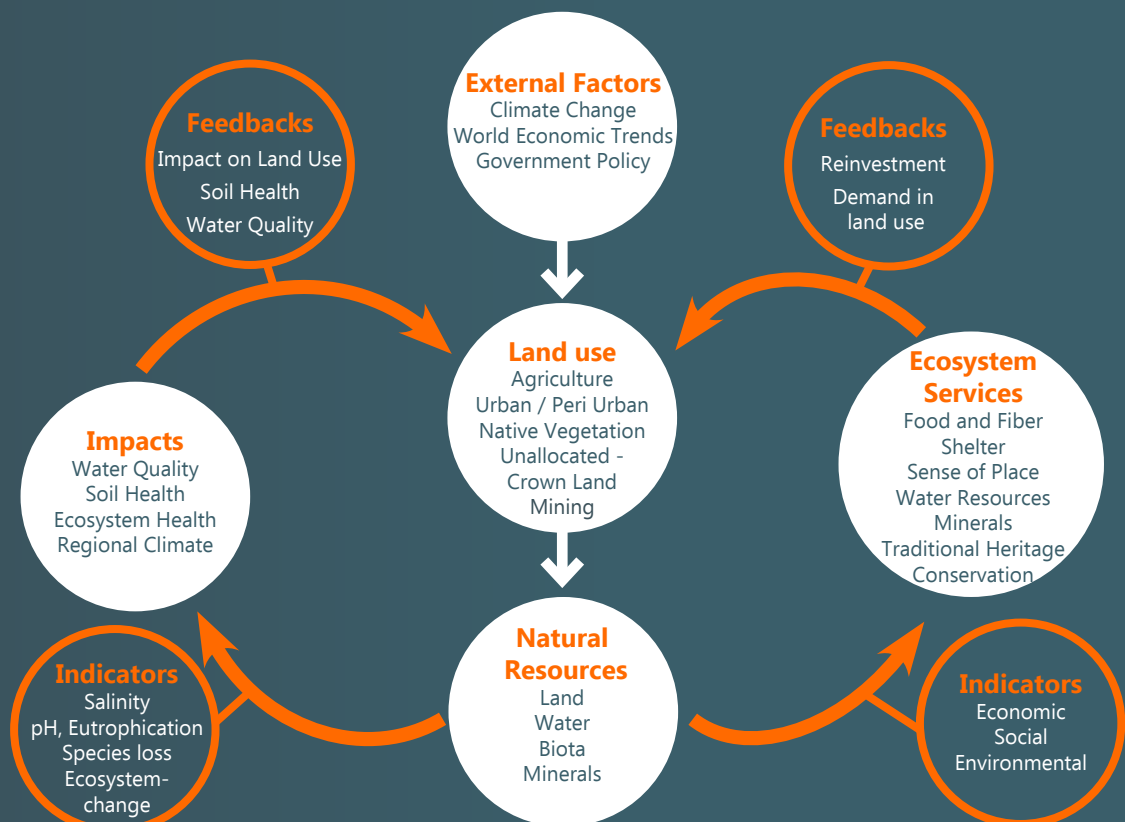 External Factors
Climate Change
World Economic Trends
Government Policy
Feedbacks
Impact on Land Use
Soil Health
Water Quality
Feedbacks
Reinvestment
Demand in
land use
Land use
Agriculture
Urban / Peri Urban
Native Vegetation
Unallocated -
Crown Land
Mining
Impacts
Water Quality
Soil Health
Ecosystem Health
Regional Climate
Ecosystem
Services
Food and Fiber
Shelter
Sense of Place
Water Resources
Minerals
Traditional Heritage
Conservation
Natural
Resources
Land
Water
Biota
Minerals
Indicators
Salinity
pH, Eutrophication
Species loss
Ecosystem-
change
Indicators
Economic
Social
Environmental